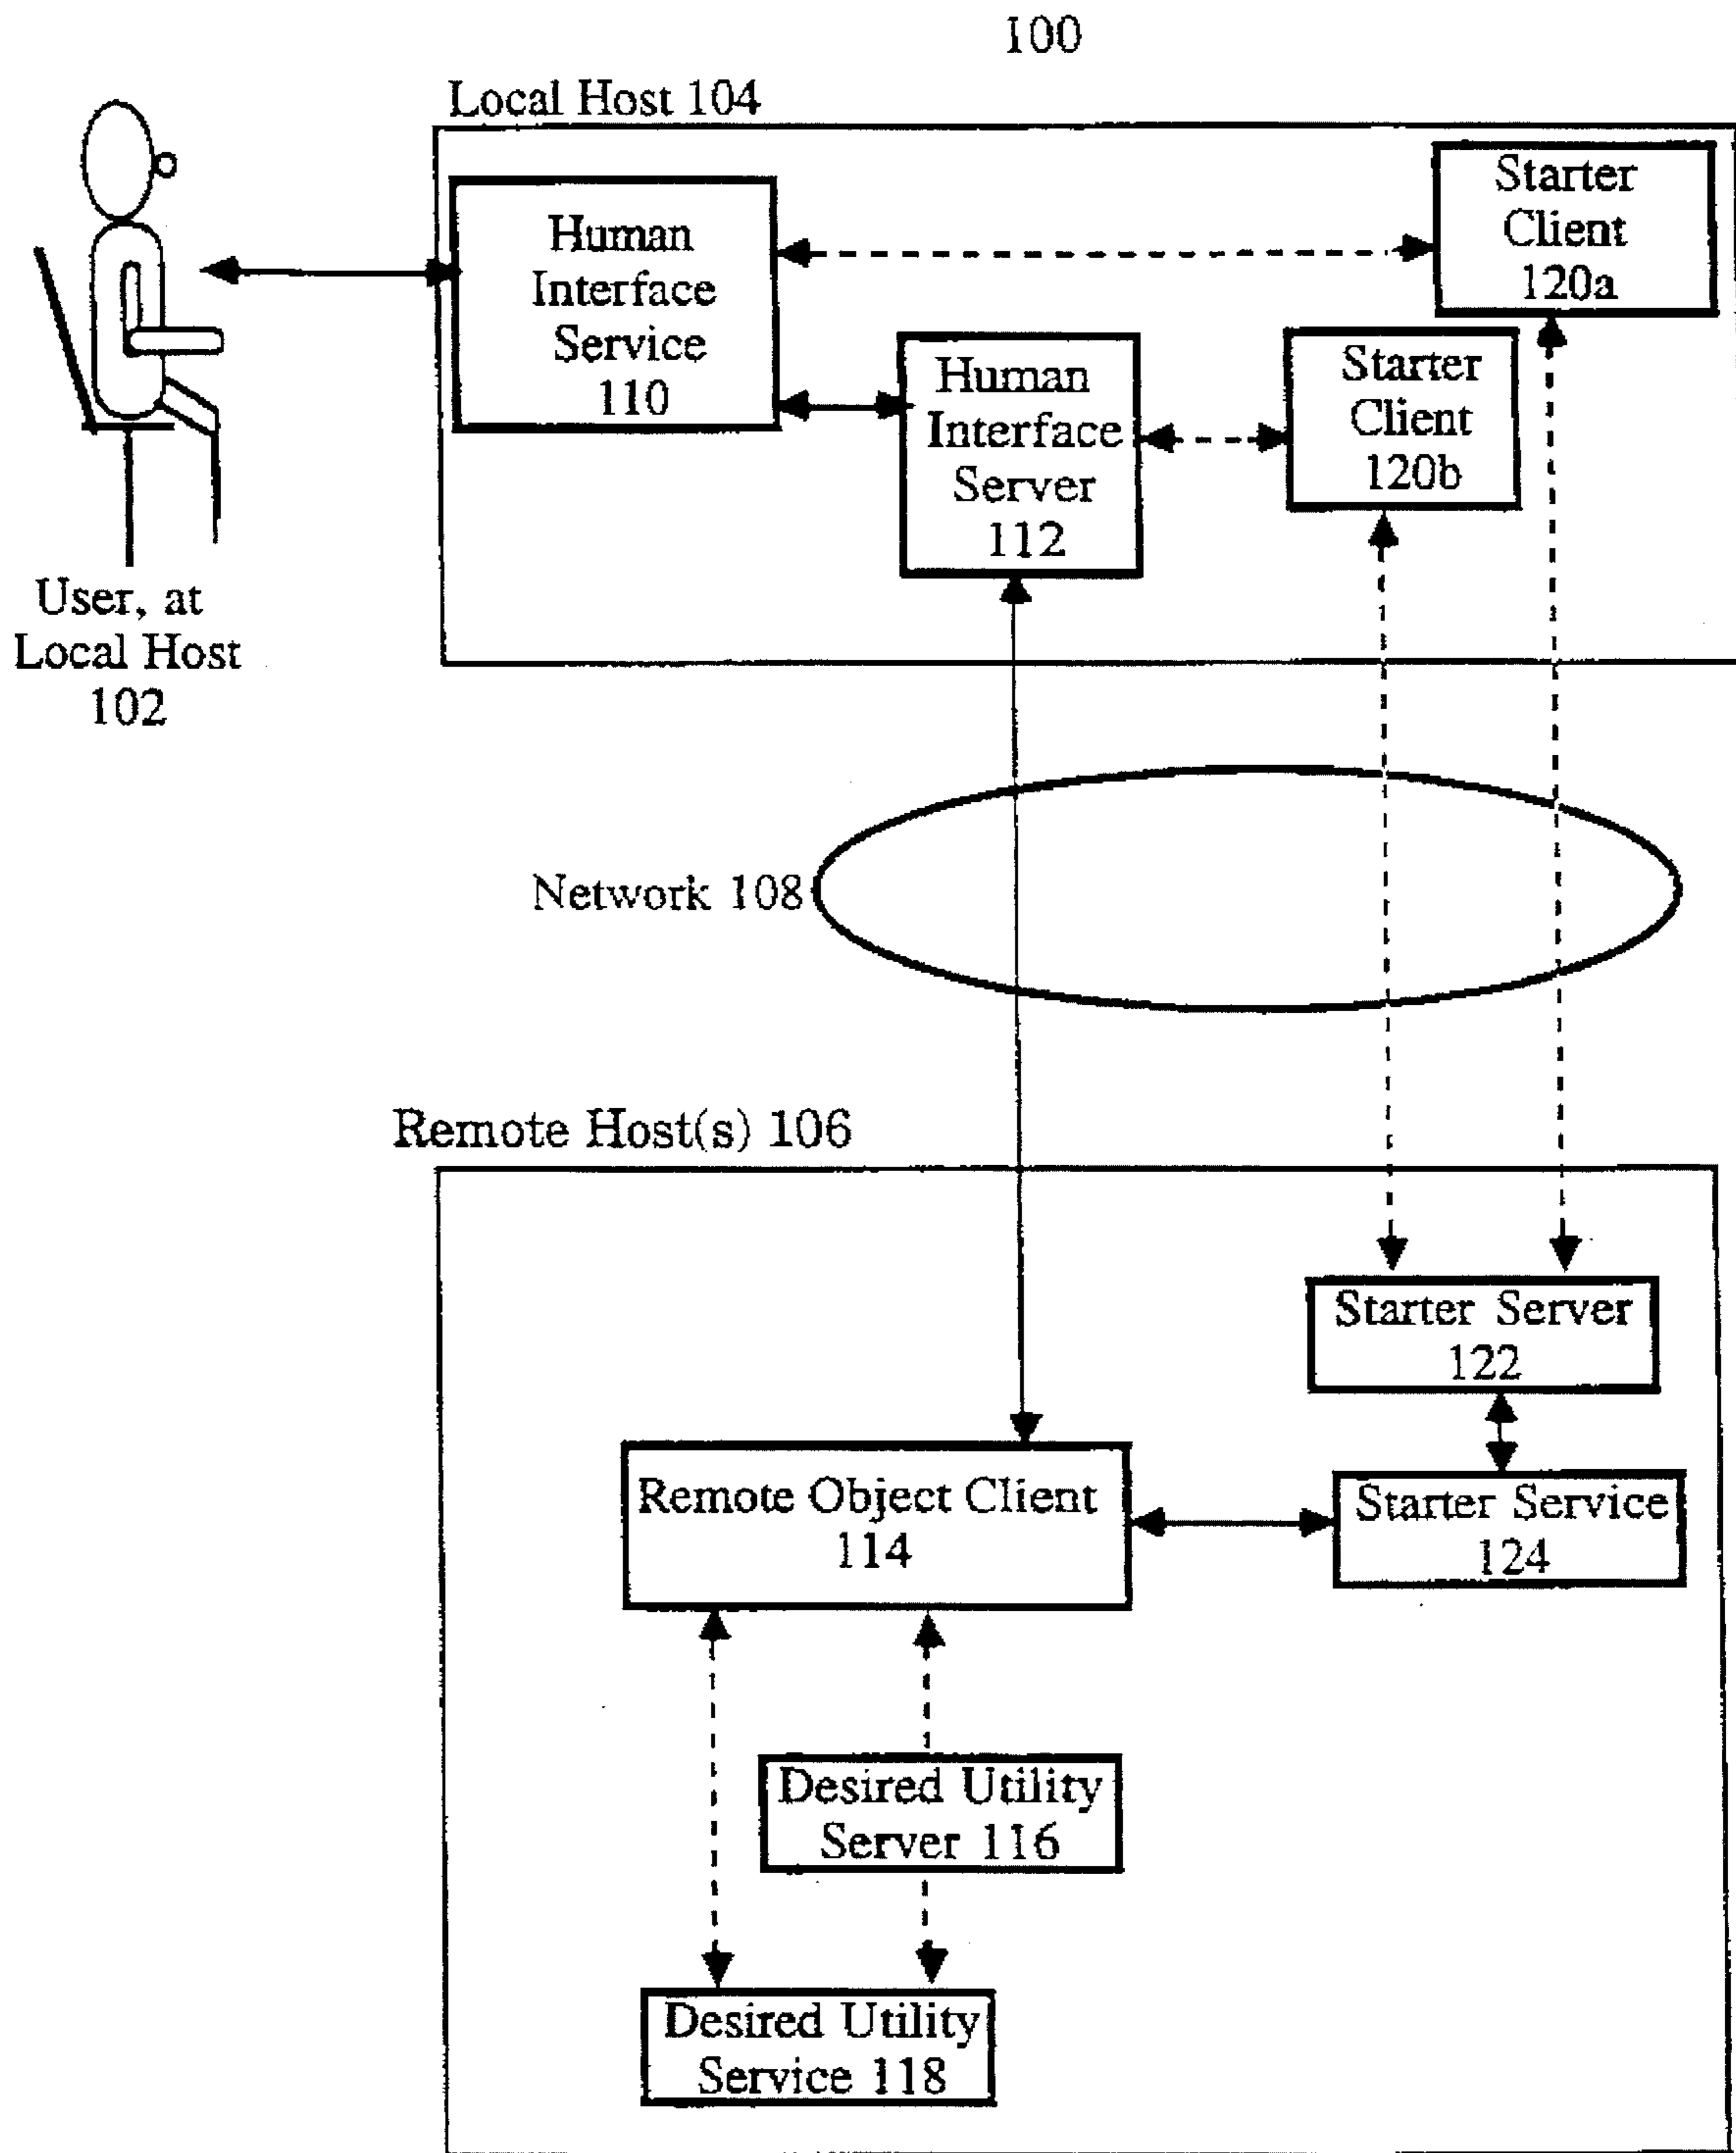 100
Local Host 104
Human
Interface
Service
110
Starter
Client
120a
Human
Interface
Server
112
Starter
Client
120b
User, at
Local Host
102
Network 108
Remote Host(s) 106
Starter Server
122
Remote Object Client
114
Starter Service
124
Desired Utility
Server 116
Desired Utility
Service 118